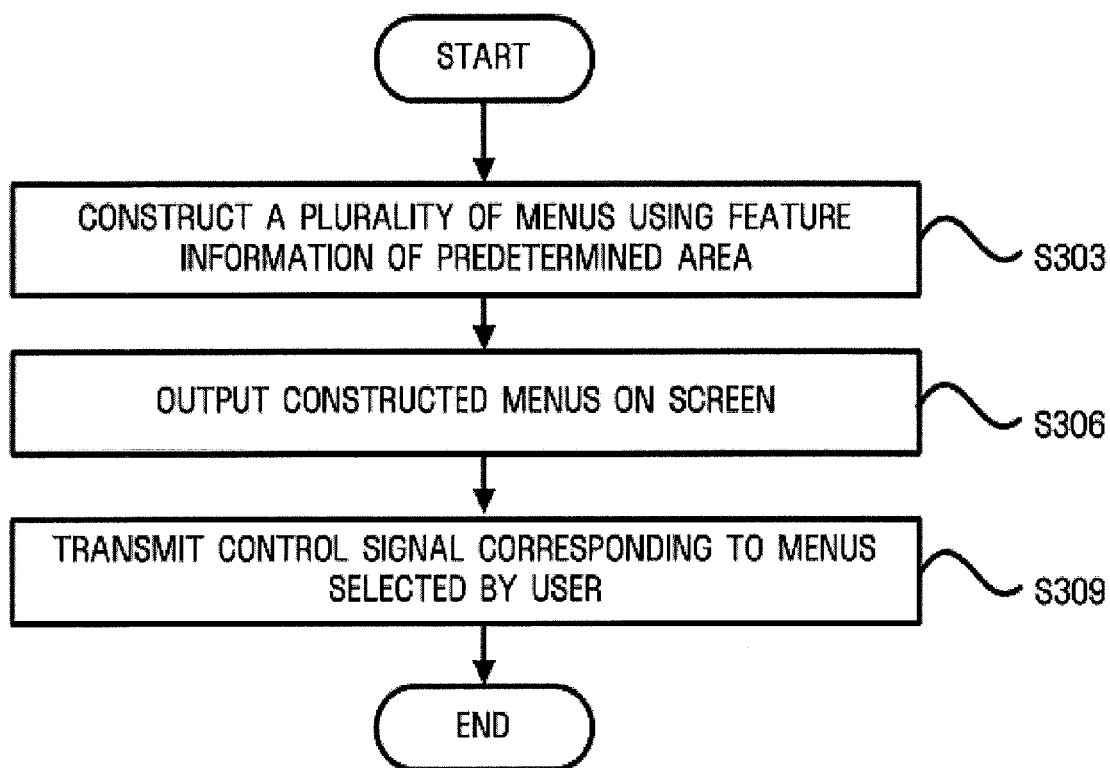 START
CONSTRUCT A PLURALITY OF MENUS USING FEATURE
INFORMATION OF PREDETERMINED AREA
S303
OUTPUT CONSTRUCTED MENUS ON SCREEN
S306
TRANSMIT CONTROL SIGNAL CORRESPONDING TO MENUS
SELECTED BY USER
S309
END